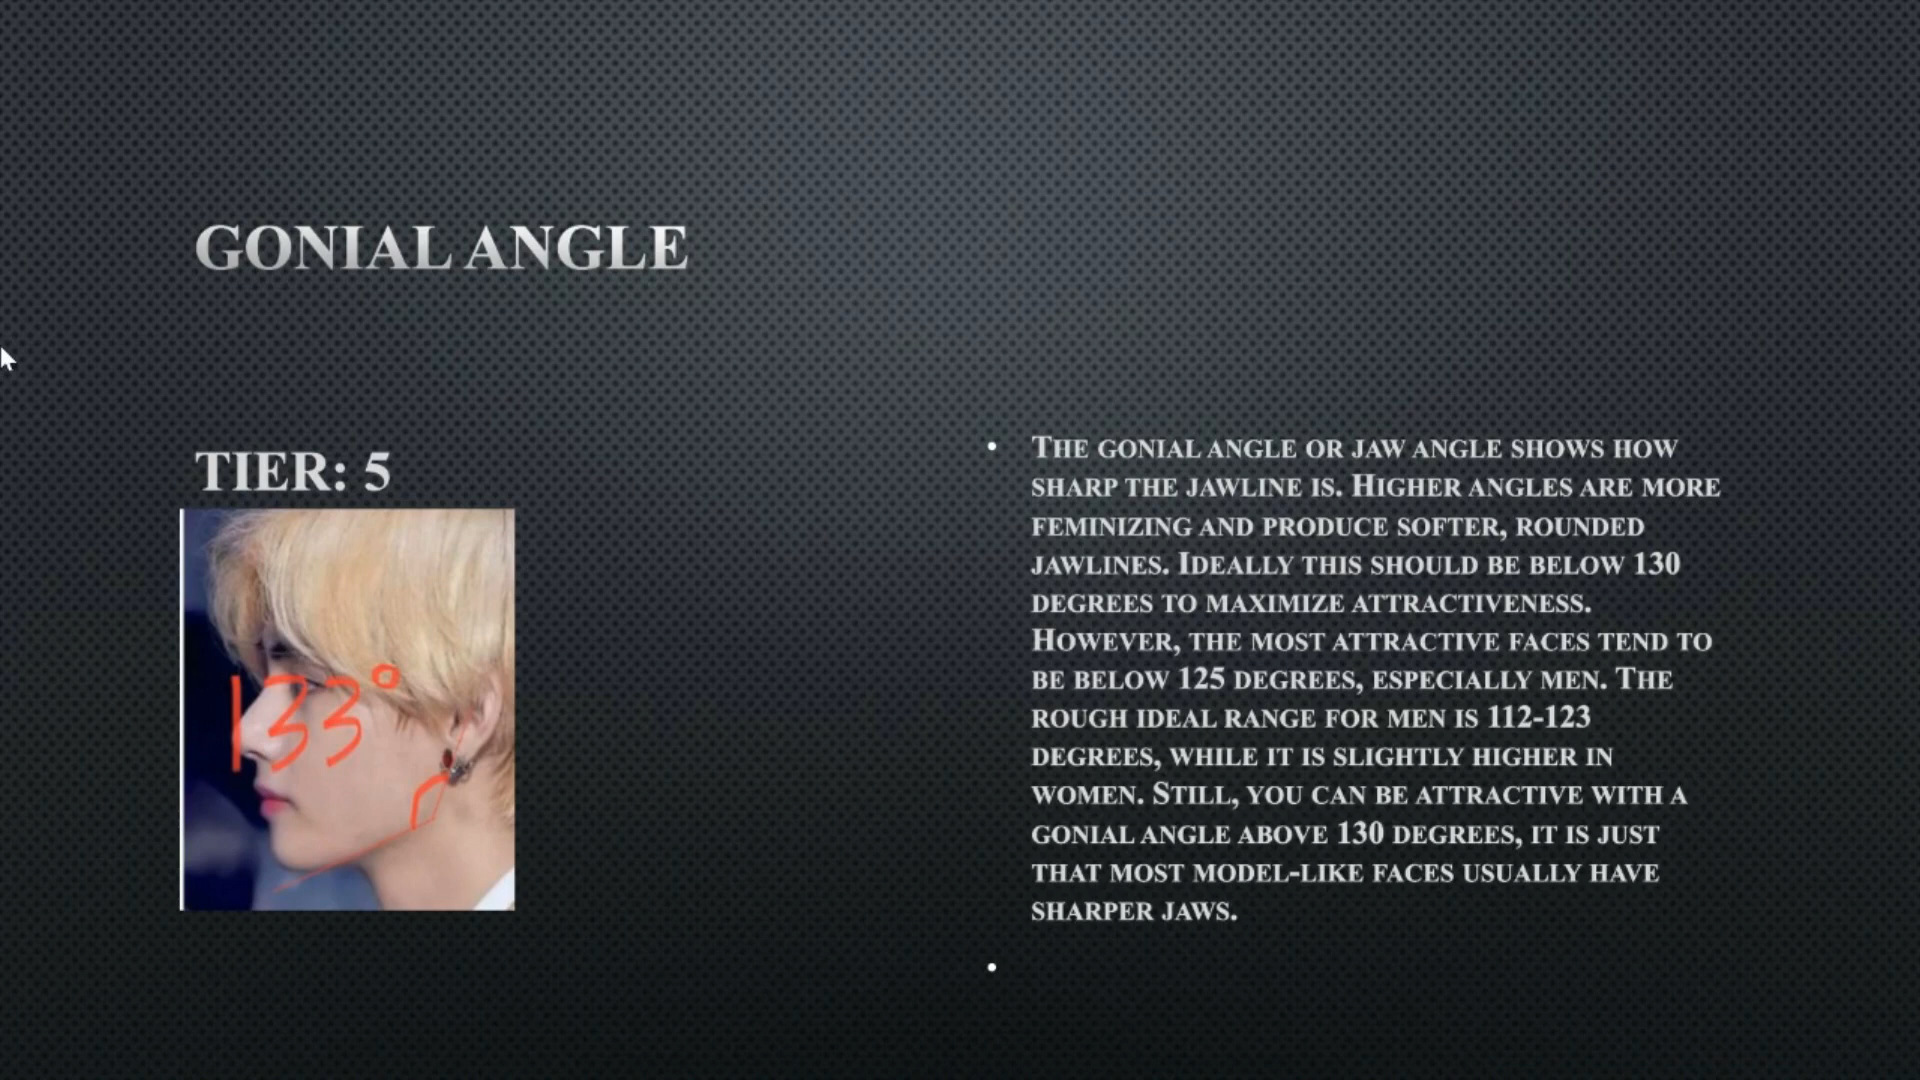 GONIAL ANGLE
TIER: 5
133°
• THE GONIAL ANGLE OR JAW ANGLE SHOWS HOW
SHARP THE JAWLINE IS. HIGHER ANGLES ARE MORE
FEMINIZING AND PRODUCE SOFTER, ROUNDED
JAWLINES. IDEALLY THIS SHOULD BE BELOW 130
DEGREES TO MAXIMIZE ATTRACTIVENESS.
HOWEVER, THE MOST ATTRACTIVE FACES TEND TO
BE BELOW 125 DEGREES, ESPECIALLY MEN. THE
ROUGH IDEAL RANGE FOR MEN IS 112-123
DEGREES, WHILE IT IS SLIGHTLY HIGHER IN
WOMEN. STILL, YOU CAN BE ATTRACTIVE WITH A
GONIAL ANGLE ABOVE 130 DEGREES, IT IS JUST
THAT MOST MODEL-LIKE FACES USUALLY HAVE
SHARPER JAWS.